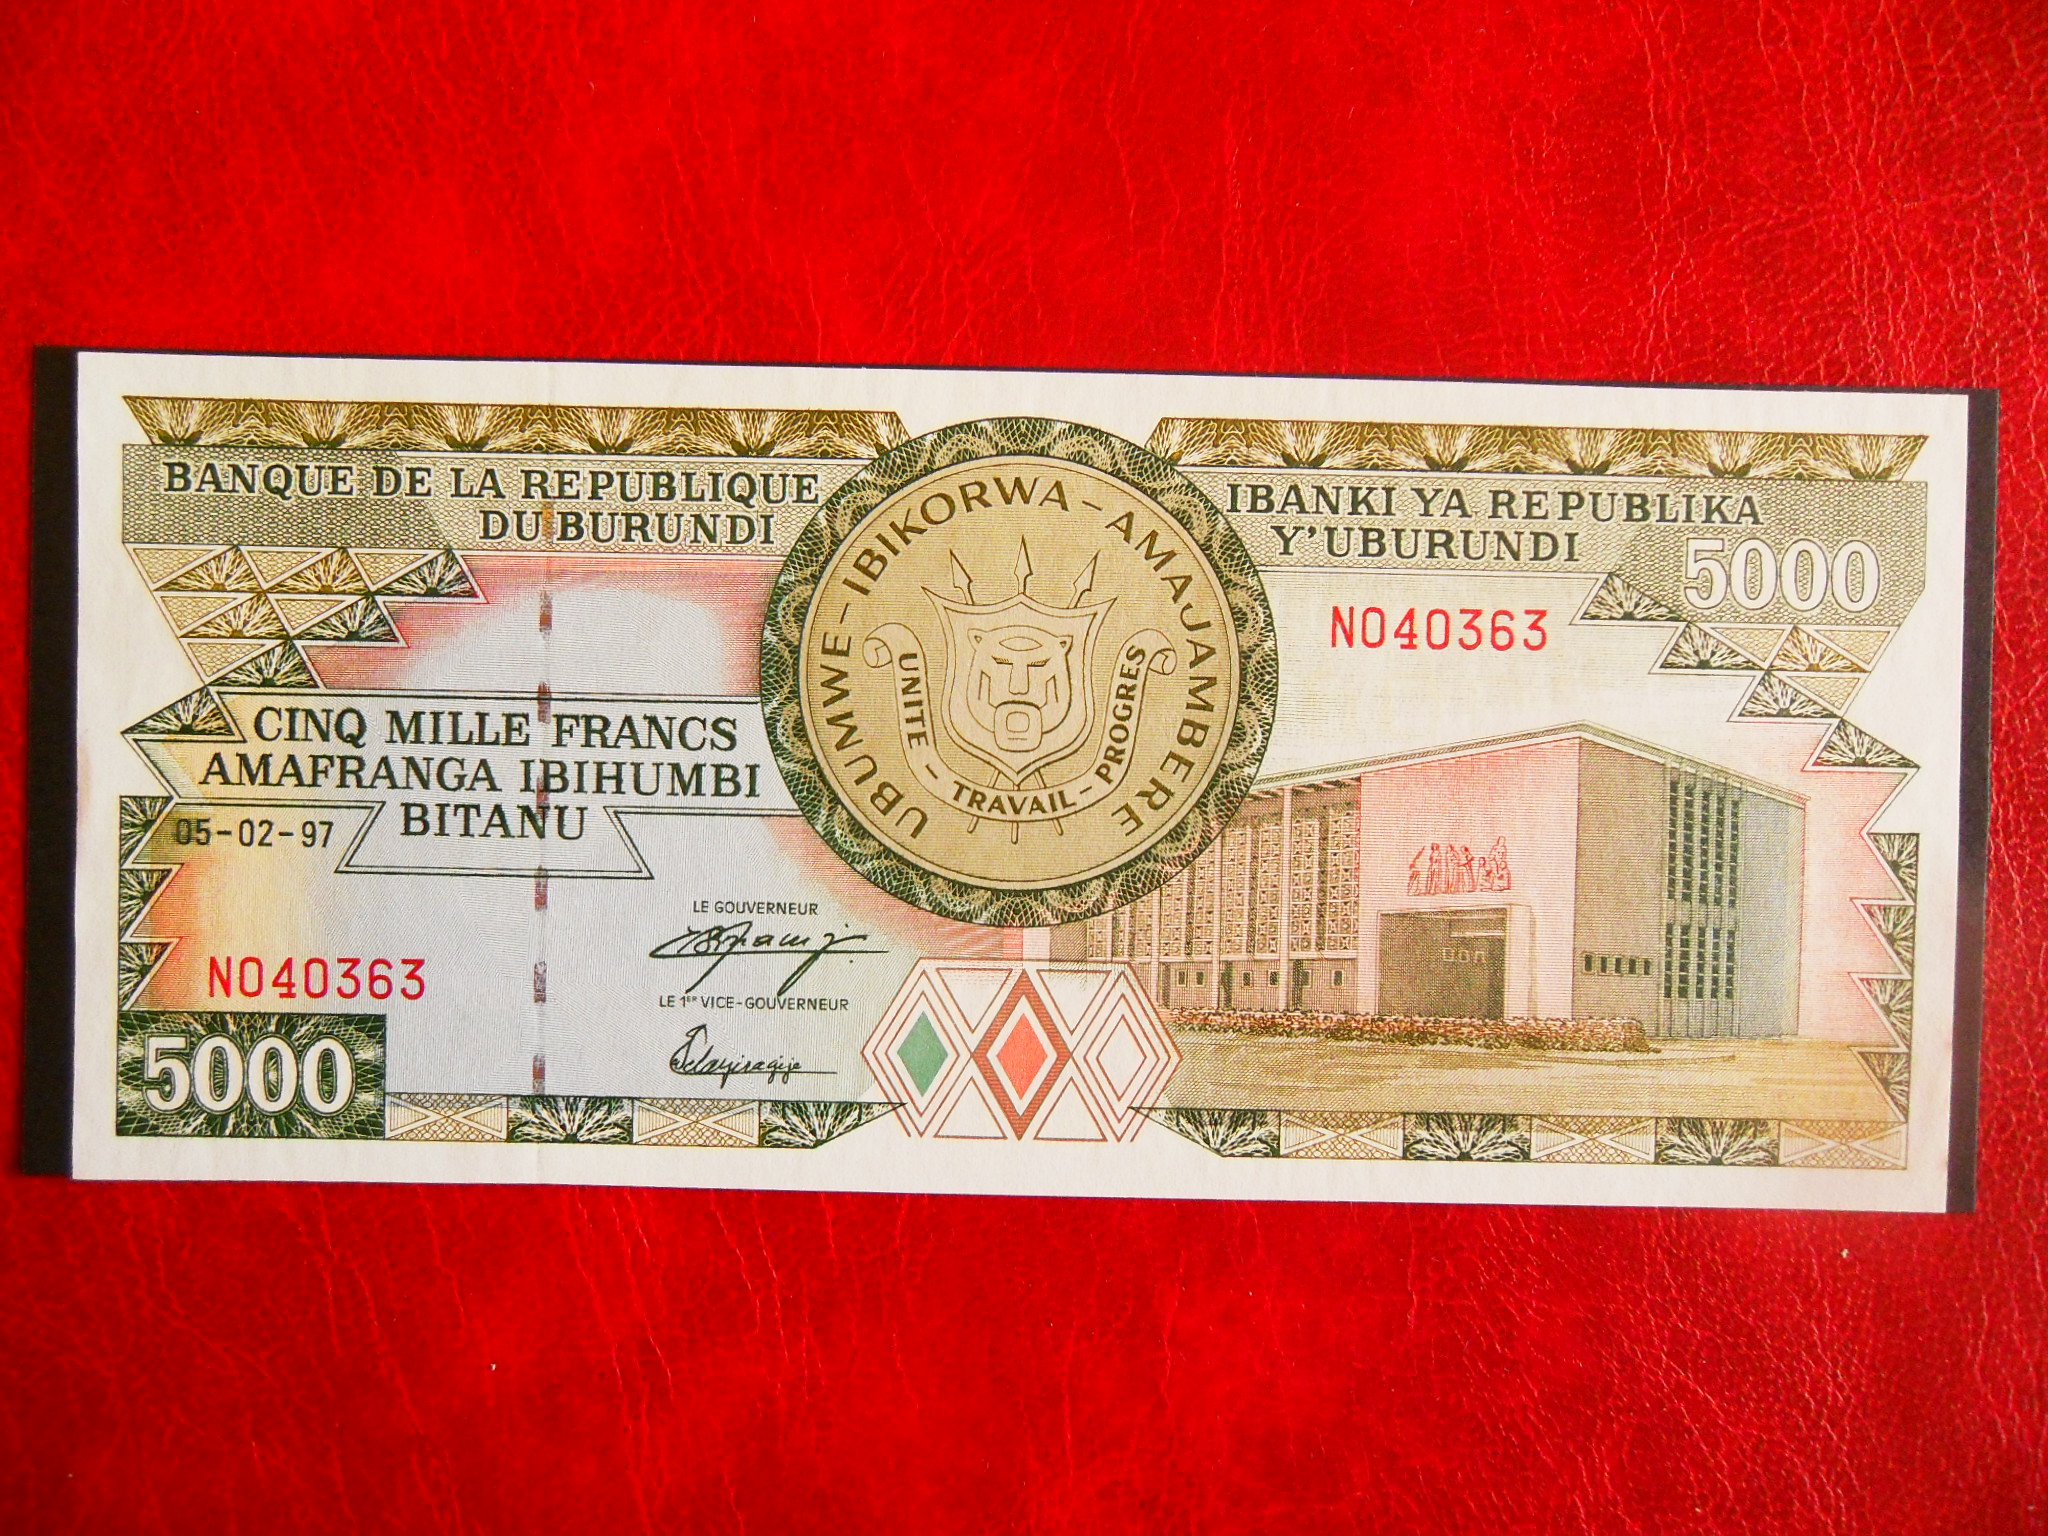 BANQUE DE LA REPUBLIQUE
DU BURUNDI
IBANKI YA REPUBLIKA
Y'UBURUNDI
5000
UBUMWE-IBIKORWA-AMAJAMBERE
UNITE - TRAVAIL - PROGRES
N040363
CINQ MILLE FRANCS
AMAFRANGA IBIHUMBI
BITANU
05-02-97
LE GOUVERNEUR
N040363
LE 1ER VICE-GOUVERNEUR
5000